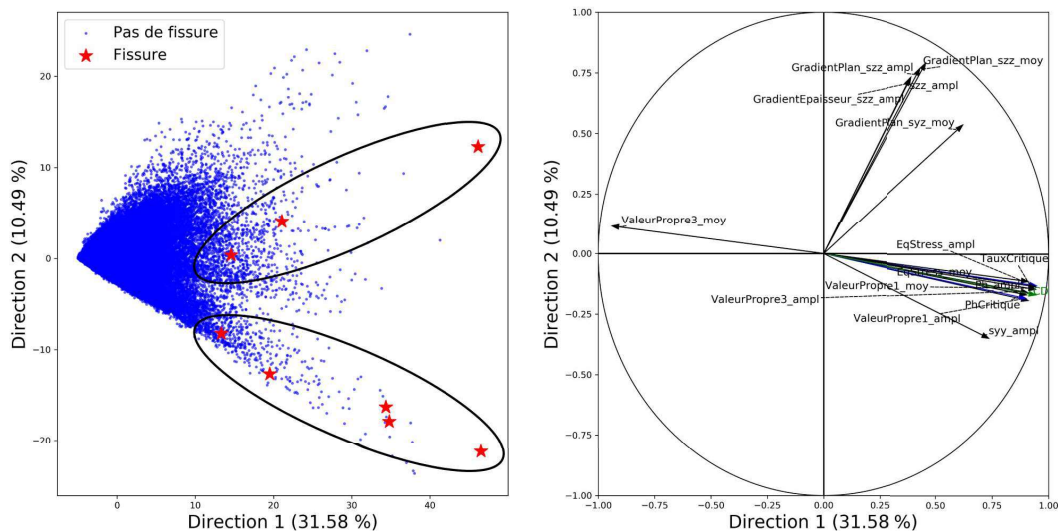 Pas de fissure
Fissure
20
10
0
−10
−20
0
10
20
30
40
Direction 2 (10.49 %)
Direction 1 (31.58 %)
1.00
0.75
0.50
0.25
0.00
−0.25
−0.50
−0.75
−1.00
−1.00
−0.75
−0.50
−0.25
0.00
0.25
0.50
0.75
1.00
Direction 2 (10.49 %)
Direction 1 (31.58 %)
GradientPlan_szz_moy
GradientPlan_szz_ampl
szz_ampl
GradientEpaisseur_szz_ampl
GradientPlan_syz_moy
ValeurPropre3_moy
EqStress_ampl
TauxCritique
EqStress_moy
ValeurPropre1_moy
Pb_ampl
ValeurPropre3_ampl
PhCritique
ValeurPropre1_ampl
syy_ampl